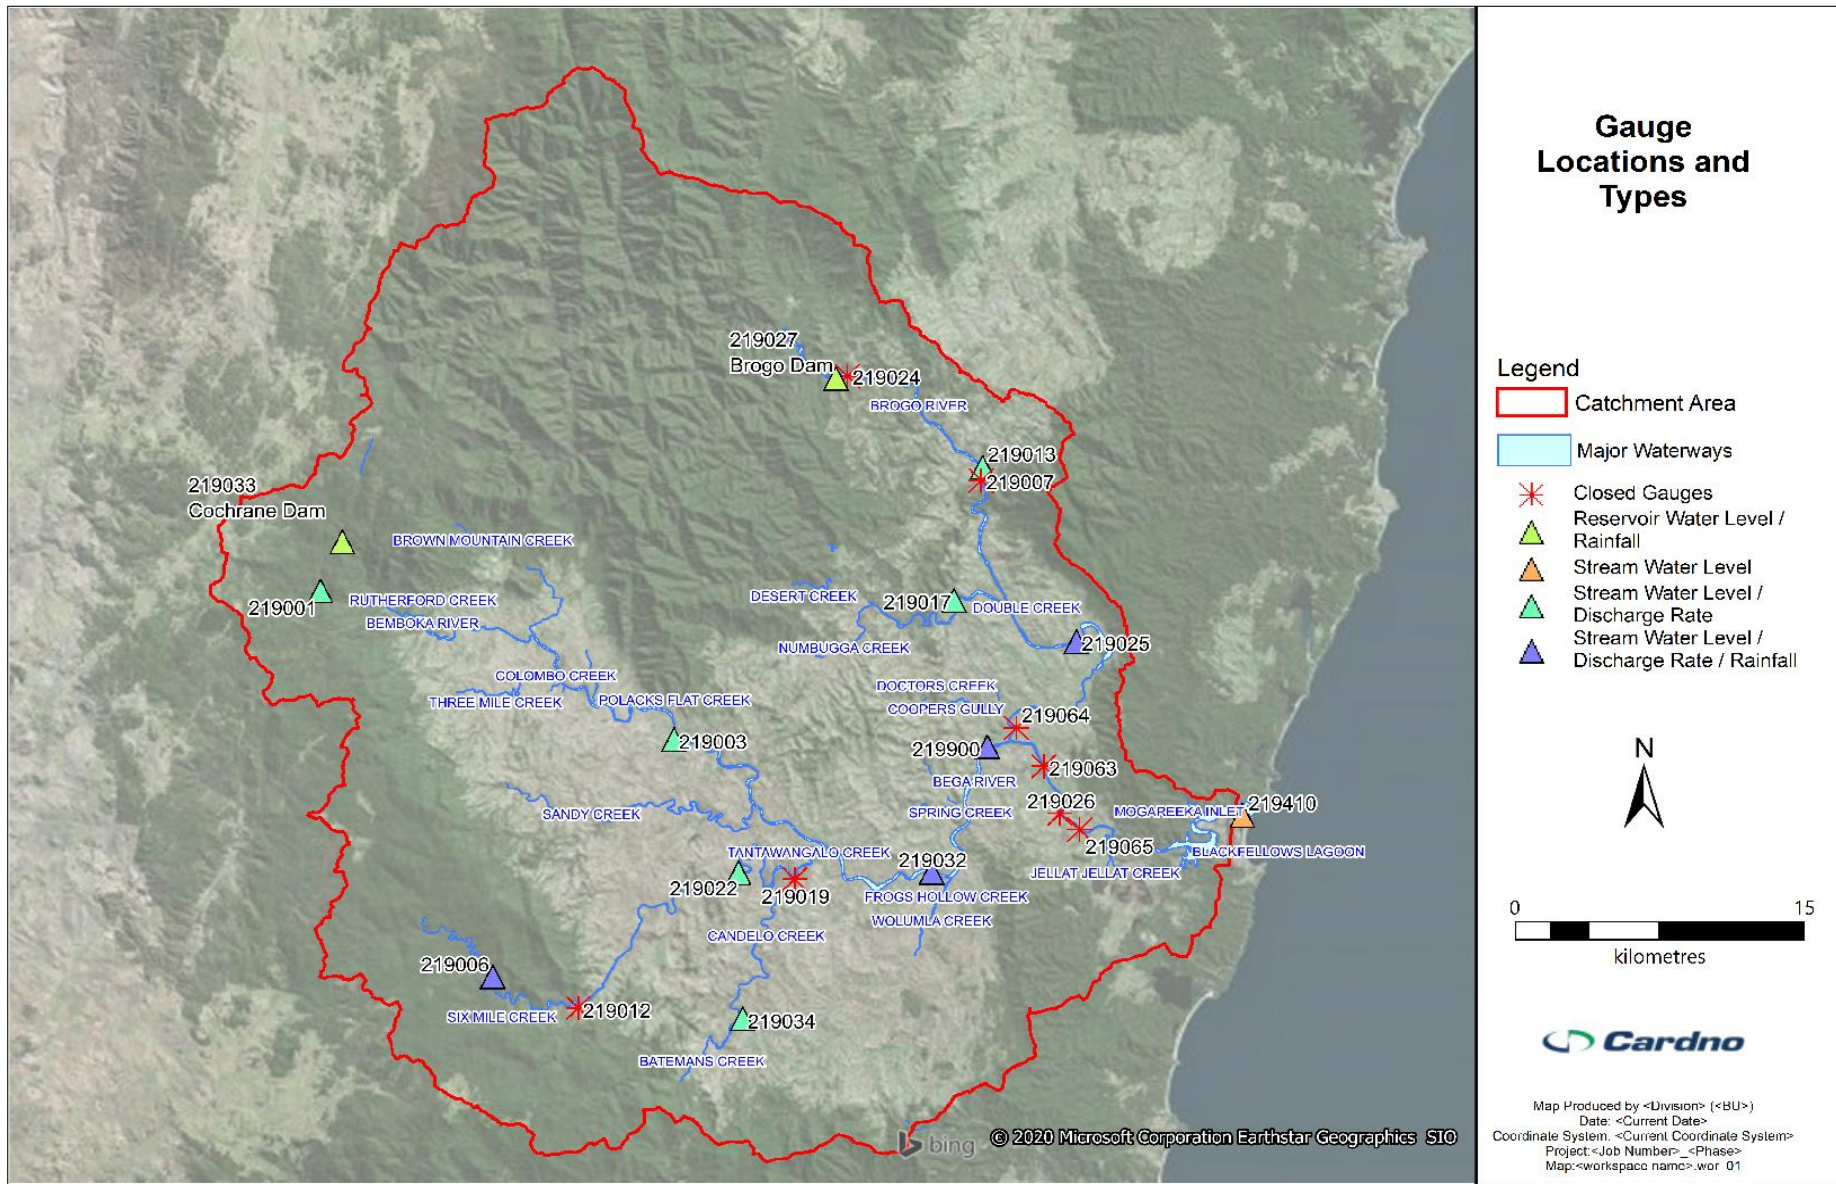 Gauge
Locations and
Types
Legend
Catchment Area
Major Waterways
Closed Gauges
Reservoir Water Level /
Rainfall
Stream Water Level
Stream Water Level /
Discharge Rate
Stream Water Level /
Discharge Rate / Rainfall
N
0 15
kilometres
Cardno
Map Produced by <Division> (<BU>)
Date: <Current Date>
Coordinate System: <Current Coordinate System>
Project:<Job Number>_<Phase>
Map:<workspace name>.wor 01
219027
Brogo Dam
219024
BROGO RIVER
219013
219007
219033
Cochrane Dam
BROWN MOUNTAIN CREEK
219001
RUTHERFORD CREEK
BEMBOKA RIVER
DESERT CREEK
219017
DOUBLE CREEK
NUMBUGGA CREEK
219025
COLOMBO CREEK
THREE MILE CREEK
POLACKS FLAT CREEK
DOCTORS CREEK
COOPERS GULLY
219064
219003
219900
219063
BEGA RIVER
SANDY CREEK
SPRING CREEK
219026
MOGAREEKA INLET
219410
219065
BLACKFELLOWS LAGOON
TANTAWANGALO CREEK
219032
JELLAT JELLAT CREEK
219022
219019
FROGS HOLLOW CREEK
WOLUMLA CREEK
CANDELO CREEK
219006
SIX MILE CREEK
219012
219034
BATEMANS CREEK
bing
© 2020 Microsoft Corporation Earthstar Geographics SIO